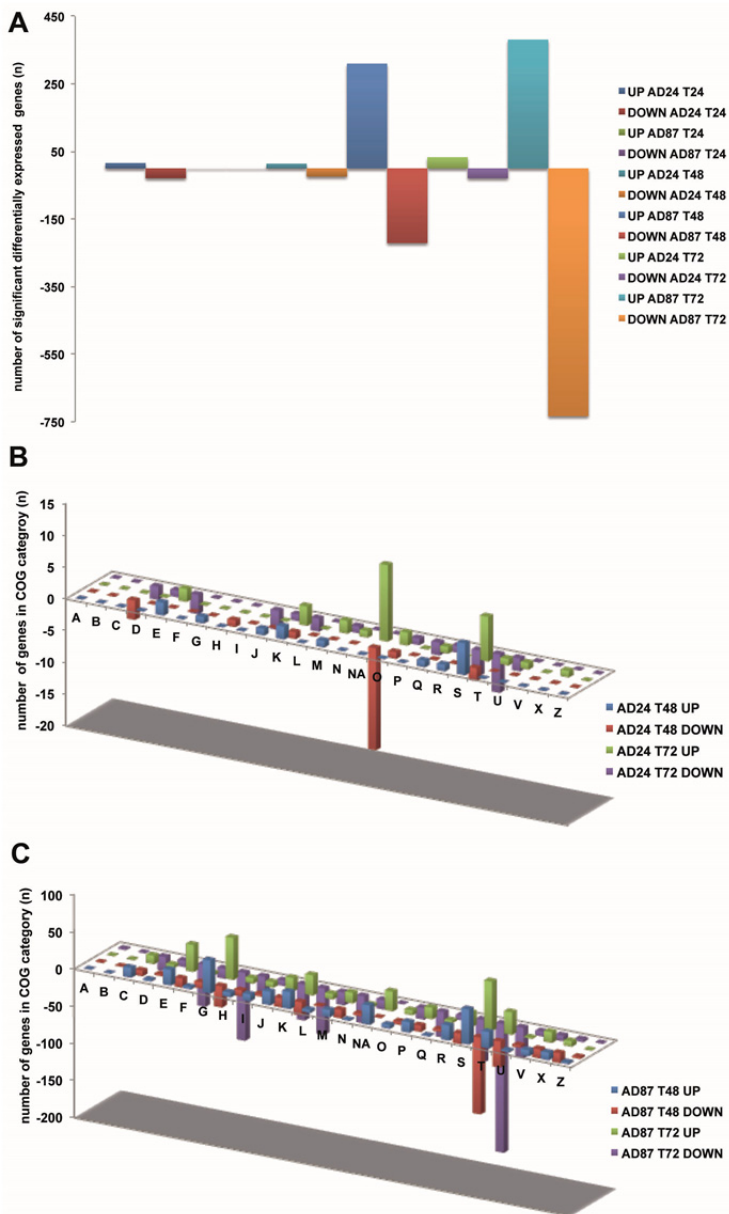 A
number of significant differentially expressed genes (n)
450
250
50
-150
-350
-550
-750
UP AD24 T24
DOWN AD24 T24
UP AD87 T24
DOWN AD87 T24
UP AD24 T48
DOWN AD24 T48
UP AD87 T48
DOWN AD87 T48
UP AD24 T72
DOWN AD24 T72
UP AD87 T72
DOWN AD87 T72
B
number of genes in COG categroy (n)
15
10
5
0
-5
-10
-15
-20
A B C D E F G H I J K L M N NA O P Q R S T U V X Z
AD24 T48 UP
AD24 T48 DOWN
AD24 T72 UP
AD24 T72 DOWN
C
number of genes in COG category (n)
100
50
0
-50
-100
-150
-200
A B C D E F G H I J K L M N NA O P Q R S T U V X Z
AD87 T48 UP
AD87 T48 DOWN
AD87 T72 UP
AD87 T72 DOWN